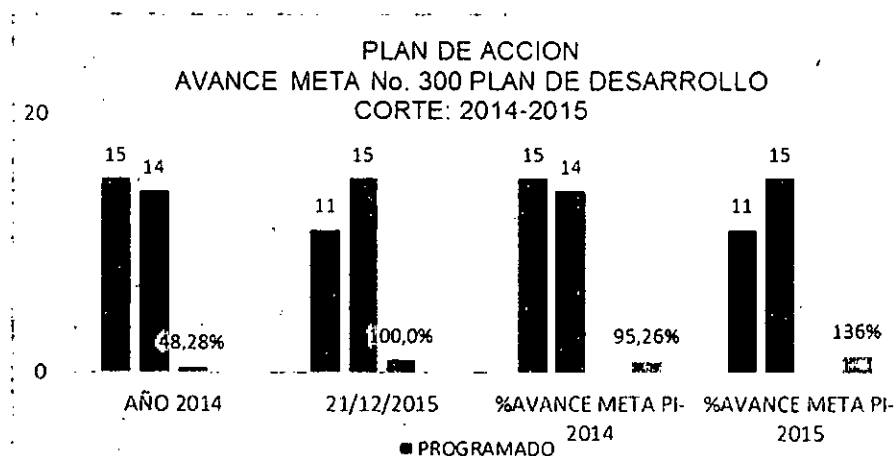 PLAN DE ACCION
AVANCE META No. 300 PLAN DE DESARROLLO
CORTE: 2014-2015
20
15 14 11 15 15 14 11 15
48,28% 100,0% 95,26% 136%
0
AÑO 2014 21/12/2015 %AVANCE META PI- %AVANCE META PI-
2014 2015
PROGRAMADO